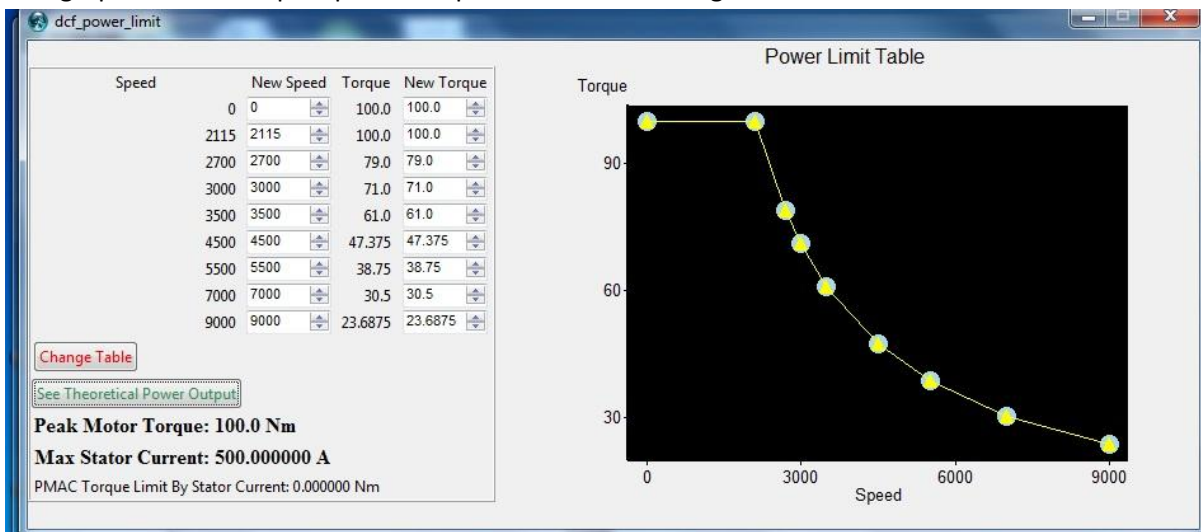 dcf_power_limit
Speed New Speed Torque New Torque
0 0 100.0 100.0
2115 2115 100.0 100.0
2700 2700 79.0 79.0
3000 3000 71.0 71.0
3500 3500 61.0 61.0
4500 4500 47.375 47.375
5500 5500 38.75 38.75
7000 7000 30.5 30.5
9000 9000 23.6875 23.6875
Change Table
See Theoretical Power Output
Peak Motor Torque: 100.0 Nm
Max Stator Current: 500.000000 A
PMAC Torque Limit By Stator Current: 0.000000 Nm
Power Limit Table
Torque
90
60
30
0 3000 6000 9000
Speed